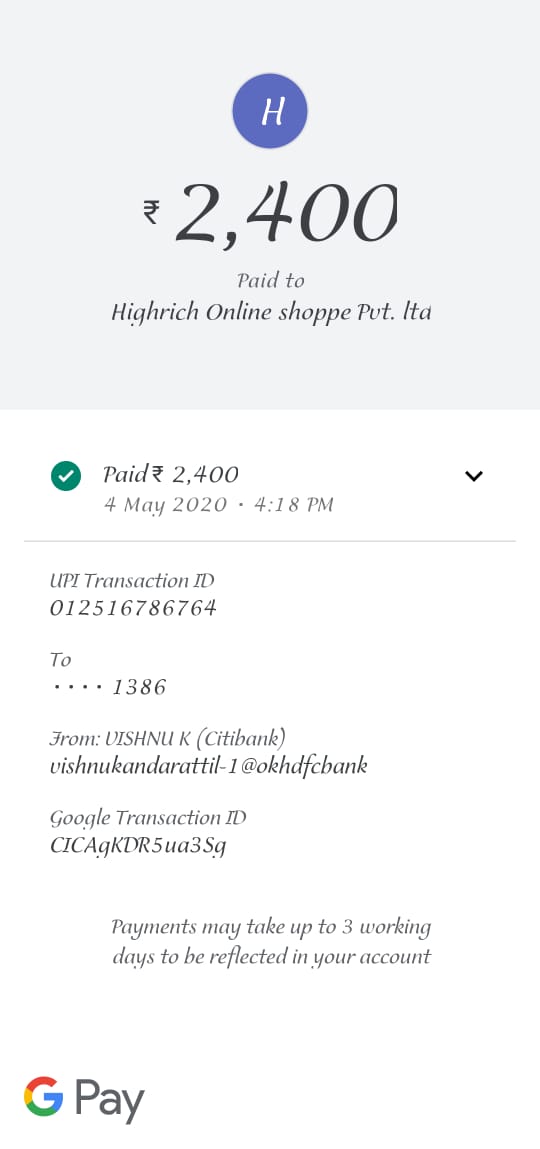 H
₹ 2,400
Paid to
Highrich Online shoppe Pvt. ltd
Paid ₹ 2,400
4 May 2020 · 4:18 PM
UPI Transaction ID
012516786764
To
···· 1386
From: VISHNU K (Citibank)
vishnukandarattil-1@okhdfcbank
Google Transaction ID
CICAgKDR5ua3Sg
Payments may take up to 3 working
days to be reflected in your account
G Pay